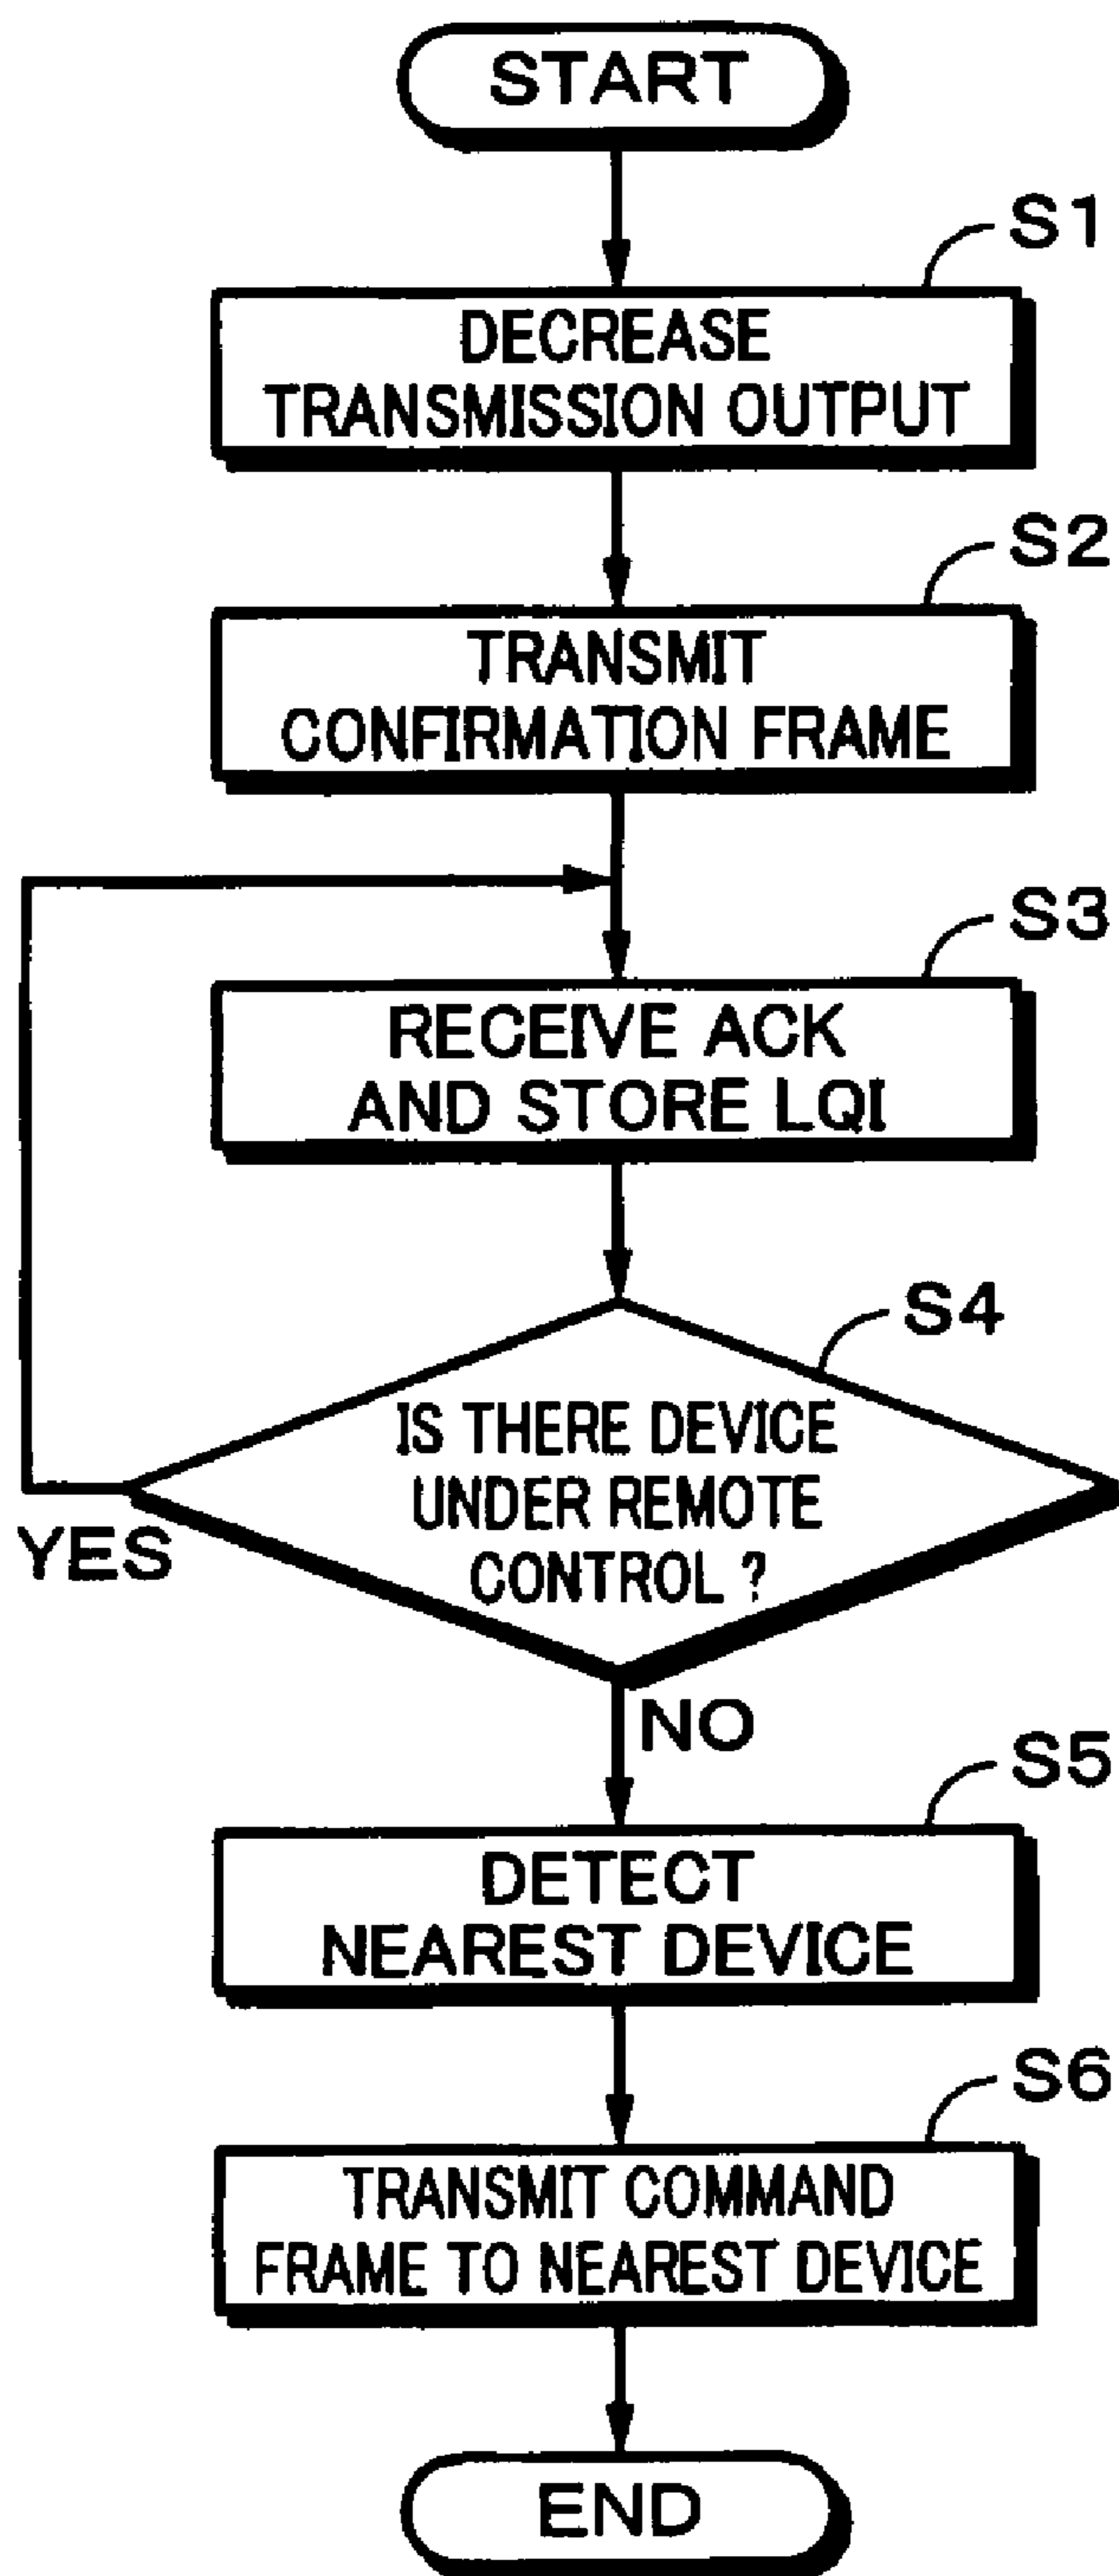 START
S1
DECREASE
TRANSMISSION OUTPUT
S2
TRANSMIT
CONFIRMATION FRAME
S3
RECEIVE ACK
AND STORE LQI
S4
IS THERE DEVICE
UNDER REMOTE
CONTROL ?
YES
NO
S5
DETECT
NEAREST DEVICE
S6
TRANSMIT COMMAND
FRAME TO NEAREST DEVICE
END